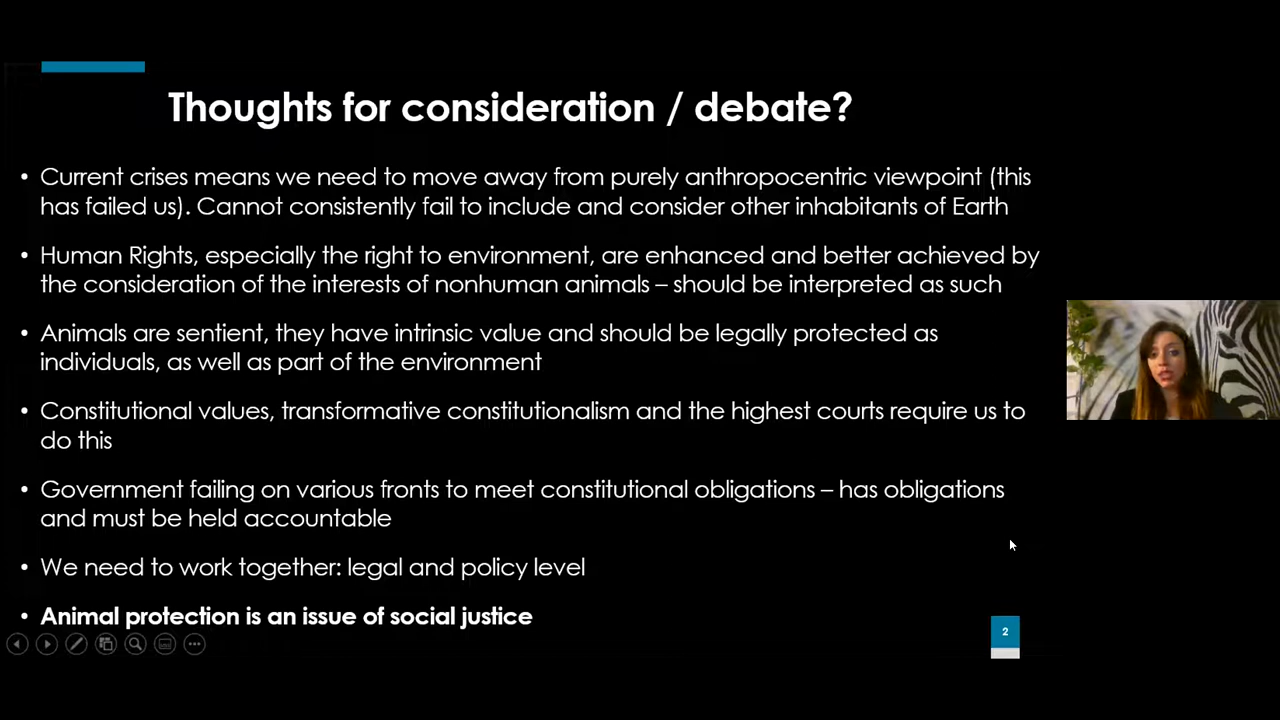 Thoughts for consideration / debate?
• Current crises means we need to move away from purely anthropocentric viewpoint (this
has failed us). Cannot consistently fail to include and consider other inhabitants of Earth
• Human Rights, especially the right to environment, are enhanced and better achieved by
the consideration of the interests of nonhuman animals – should be interpreted as such
• Animals are sentient, they have intrinsic value and should be legally protected as
individuals, as well as part of the environment
• Constitutional values, transformative constitutionalism and the highest courts require us to
do this
• Government failing on various fronts to meet constitutional obligations – has obligations
and must be held accountable
• We need to work together: legal and policy level
• Animal protection is an issue of social justice
2